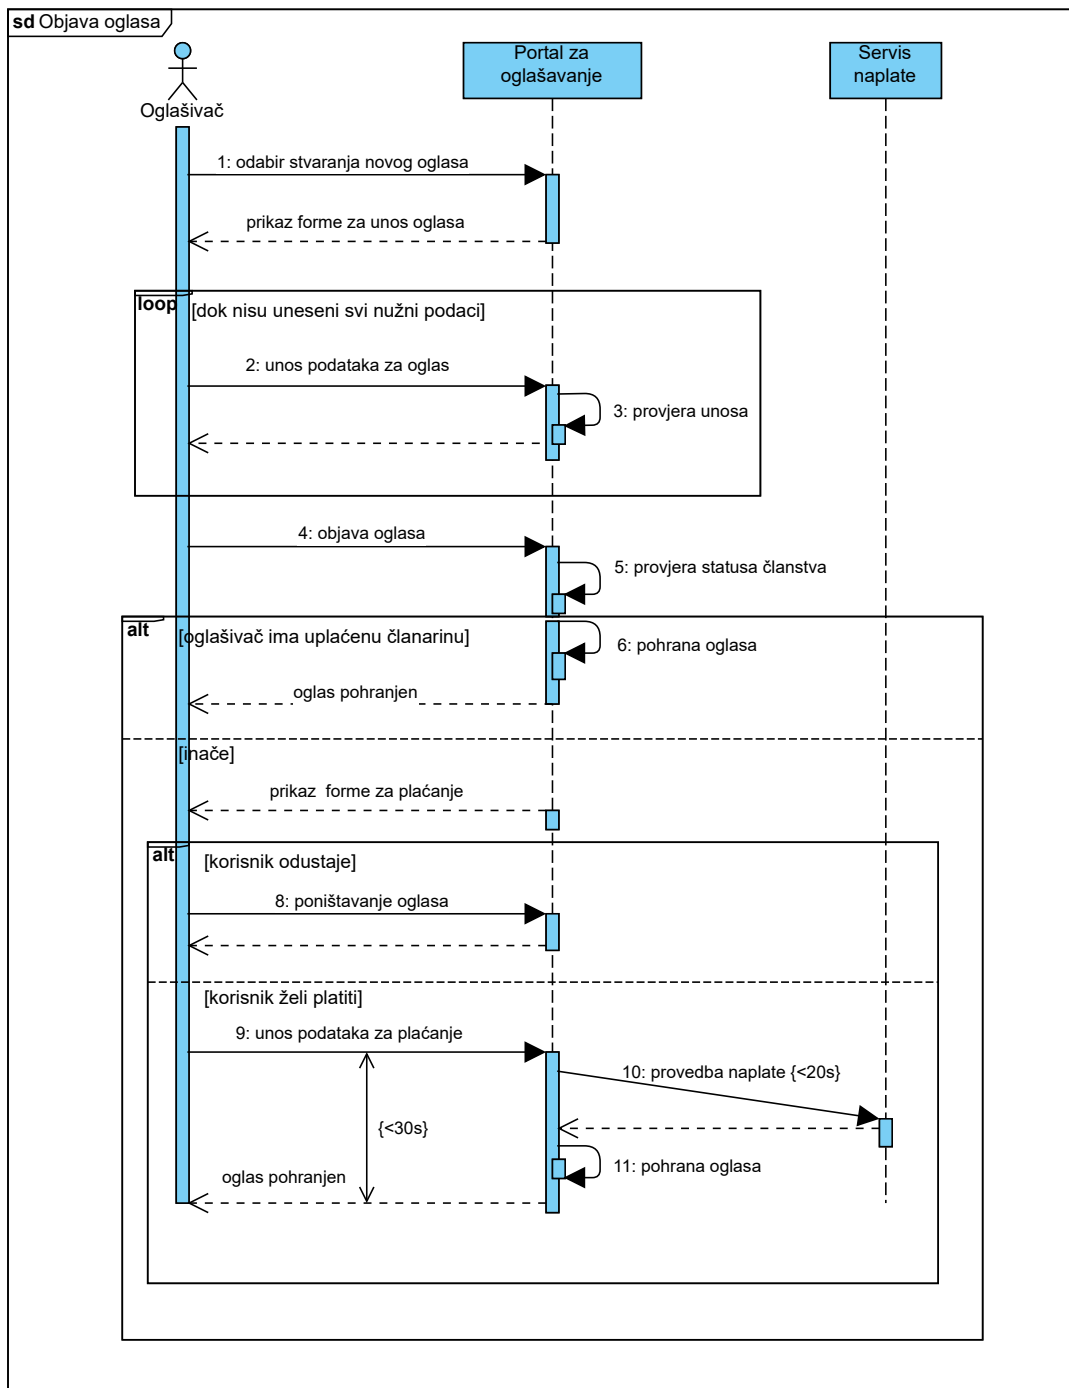 sd Objava oglasa
Portal za
oglašavanje
Servis
naplate
Oglašivač
1: odabir stvaranja novog oglasa
prikaz forme za unos oglasa
loop
[dok nisu uneseni svi nužni podaci]
2: unos podataka za oglas
3: provjera unosa
4: objava oglasa
5: provjera statusa članstva
alt
[oglašivač ima uplaćenu članarinu]
6: pohrana oglasa
oglas pohranjen
[inače]
prikaz  forme za plaćanje
alt
[korisnik odustaje]
8: poništavanje oglasa
[korisnik želi platiti]
9: unos podataka za plaćanje
10: provedba naplate {<20s}
{<30s}
11: pohrana oglasa
oglas pohranjen